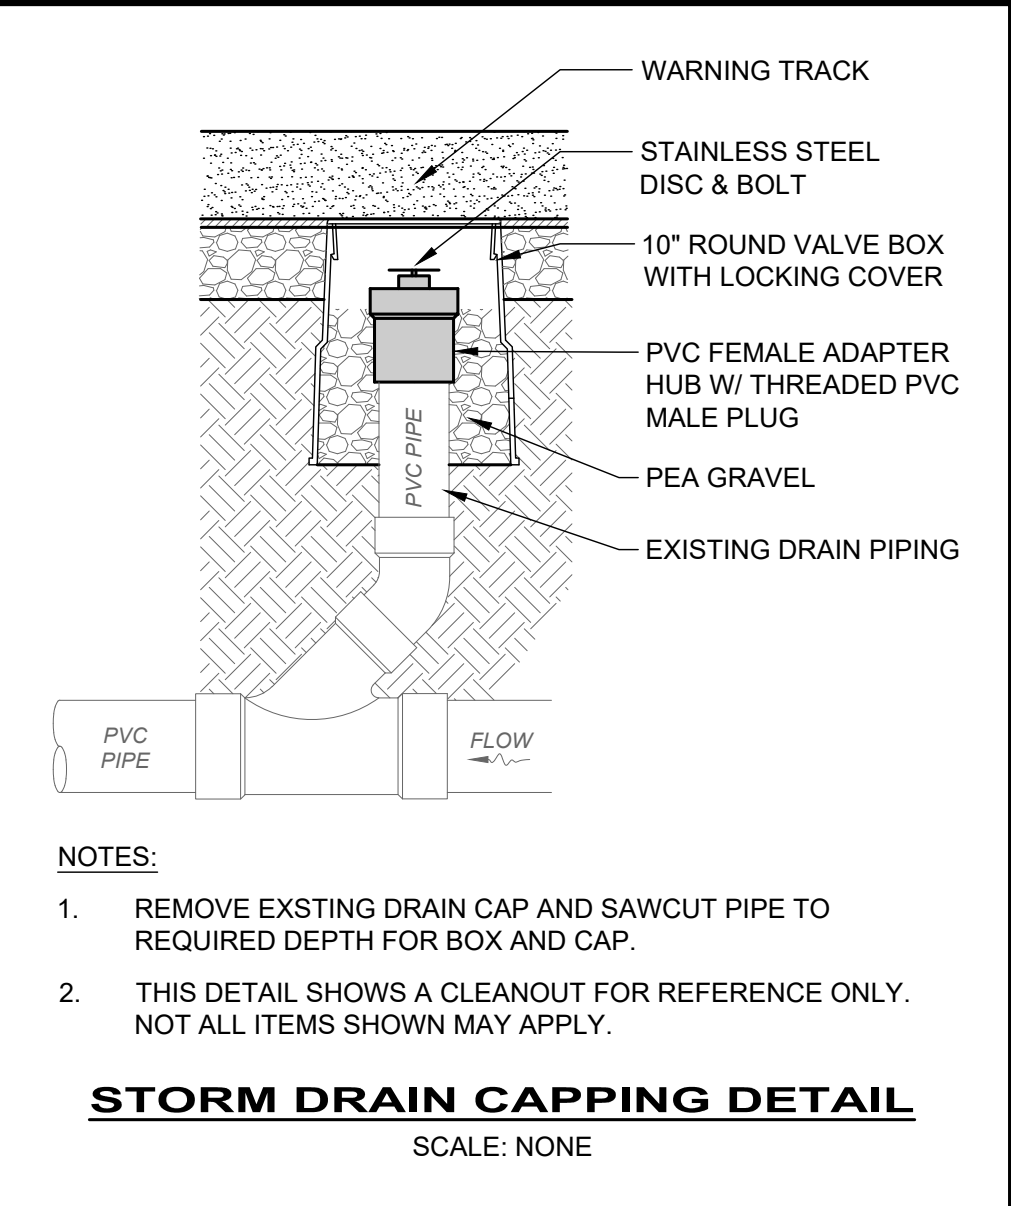 WARNING TRACK
STAINLESS STEEL
DISC & BOLT
10" ROUND VALVE BOX
WITH LOCKING COVER
PVC FEMALE ADAPTER
HUB W/ THREADED PVC
MALE PLUG
PEA GRAVEL
EXISTING DRAIN PIPING
PVC PIPE
PVC
PIPE
FLOW
NOTES:
1. REMOVE EXSTING DRAIN CAP AND SAWCUT PIPE TO
REQUIRED DEPTH FOR BOX AND CAP.
2. THIS DETAIL SHOWS A CLEANOUT FOR REFERENCE ONLY.
NOT ALL ITEMS SHOWN MAY APPLY.
STORM DRAIN CAPPING DETAIL
SCALE: NONE